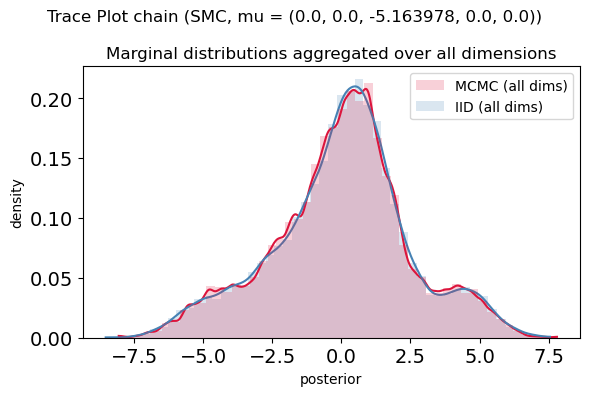 Trace Plot chain (SMC, mu = (0.0, 0.0, -5.163978, 0.0, 0.0))
Marginal distributions aggregated over all dimensions
MCMC (all dims)
IID (all dims)
density
0.20
0.15
0.10
0.05
0.00
−7.5 −5.0 −2.5 0.0 2.5 5.0 7.5
posterior